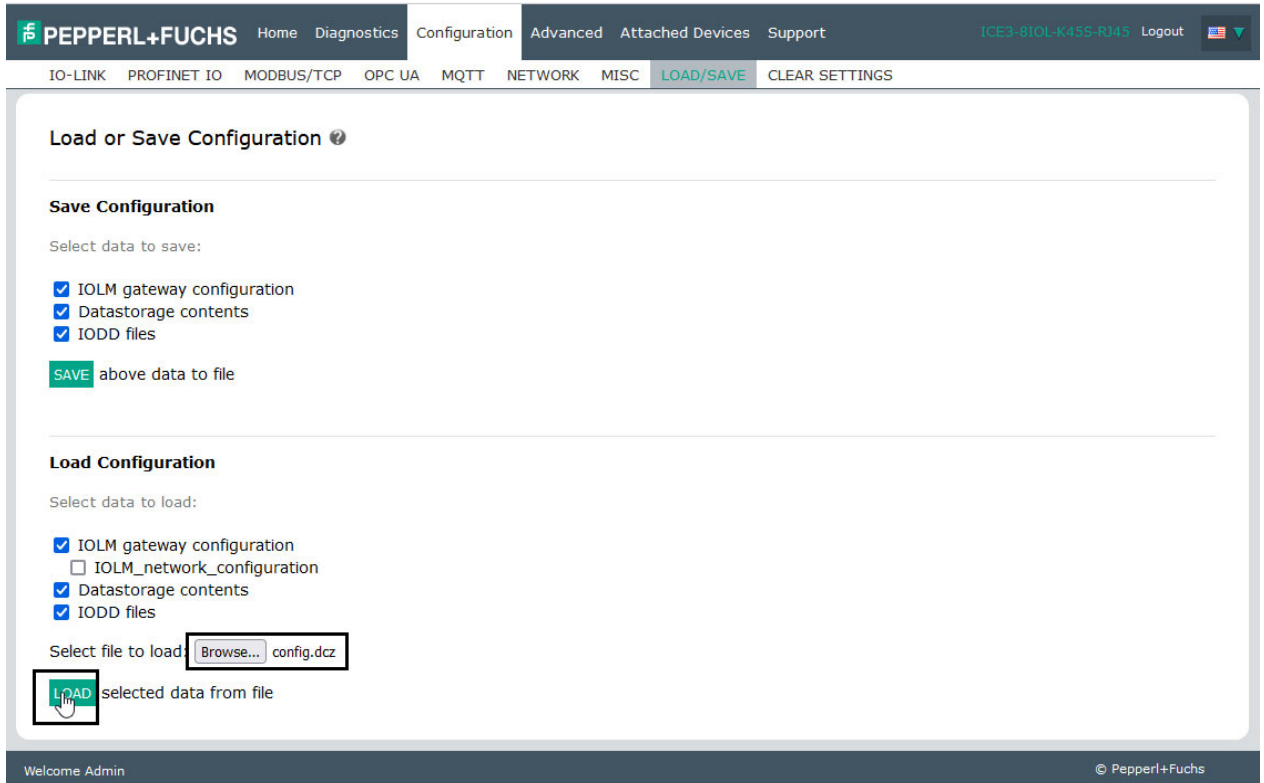 PEPPERL+FUCHS Home Diagnostics Configuration Advanced Attached Devices Support ICE3-8IOL-K45S-RJ45 Logout
IO-LINK PROFINET IO MODBUS/TCP OPC UA MQTT NETWORK MISC LOAD/SAVE CLEAR SETTINGS
Load or Save Configuration ?
Save Configuration
Select data to save:
IOLM gateway configuration
Datastorage contents
IODD files
SAVE above data to file
Load Configuration
Select data to load:
IOLM gateway configuration
IOLM_network_configuration
Datastorage contents
IODD files
Select file to load: Browse... config.dcz
LOAD selected data from file
Welcome Admin © Pepperl+Fuchs